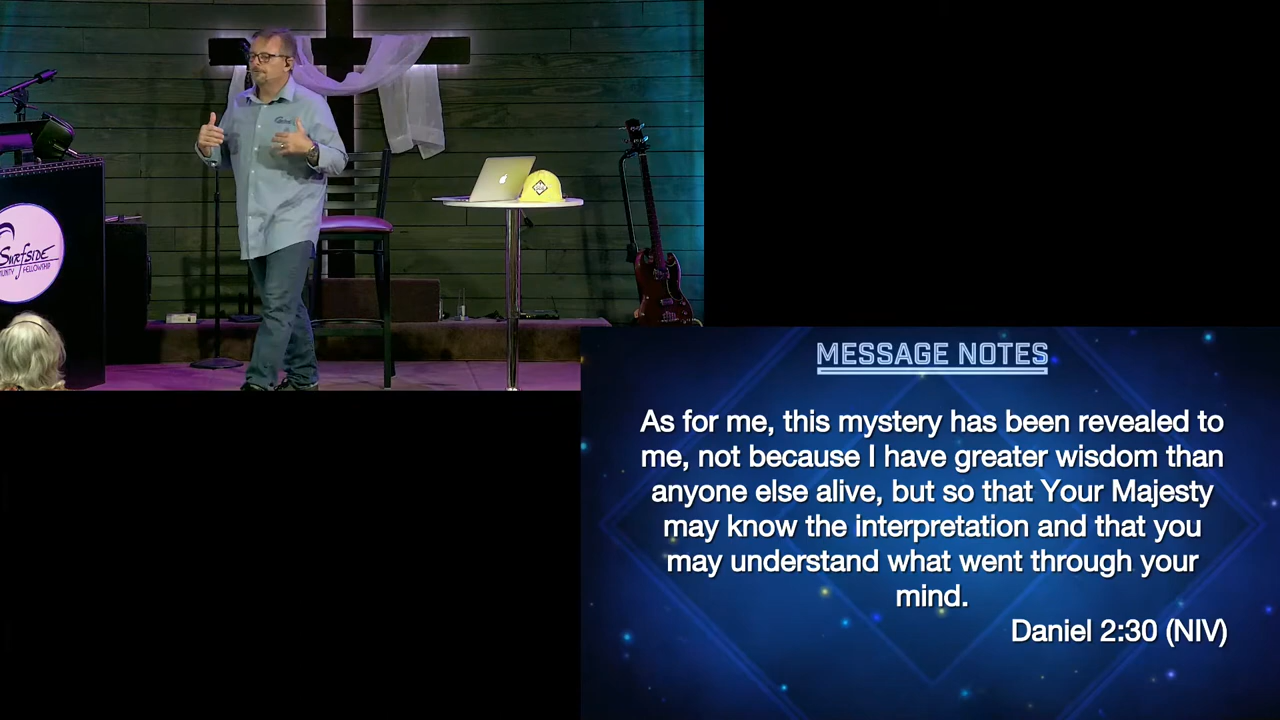 Surfside
FELLOWSHIP
MESSAGE NOTES
As for me, this mystery has been revealed to
me, not because I have greater wisdom than
anyone else alive, but so that Your Majesty
may know the interpretation and that you
may understand what went through your
mind.
Daniel 2:30 (NIV)